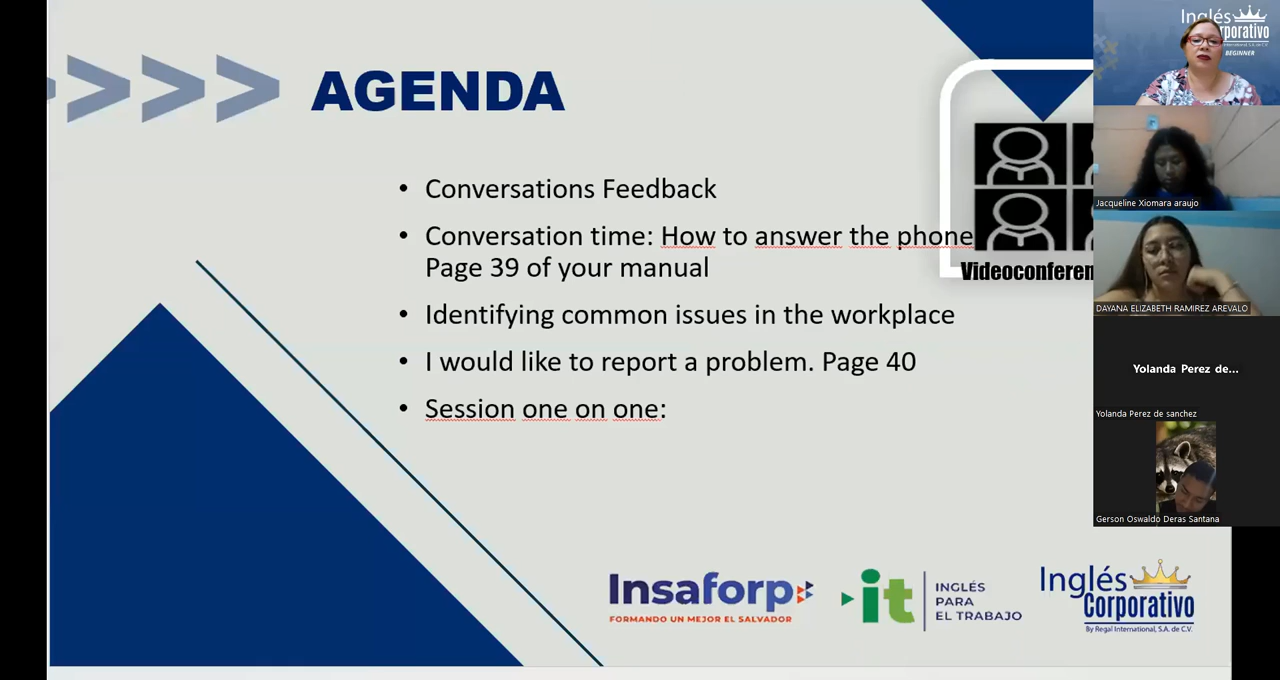 AGENDA
• Conversations Feedback
• Conversation time: How to answer the phone
Page 39 of your manual
• Identifying common issues in the workplace
• I would like to report a problem. Page 40
• Session one on one:
Videoconferen
Insaforp
FORMANDO UN MEJOR EL SALVADOR
it
INGLÉS
PARA
EL TRABAJO
Inglés
Corporativo
By Regal International, S.A. de C.V.
Inglés
rporativo
International, S.A. de C.V.
BEGINNER
Jacqueline Xiomara araujo
DAYANA ELIZABETH RAMIREZ AREVALO
Yolanda Perez de...
Yolanda Perez de sanchez
Gerson Oswaldo Deras Santana